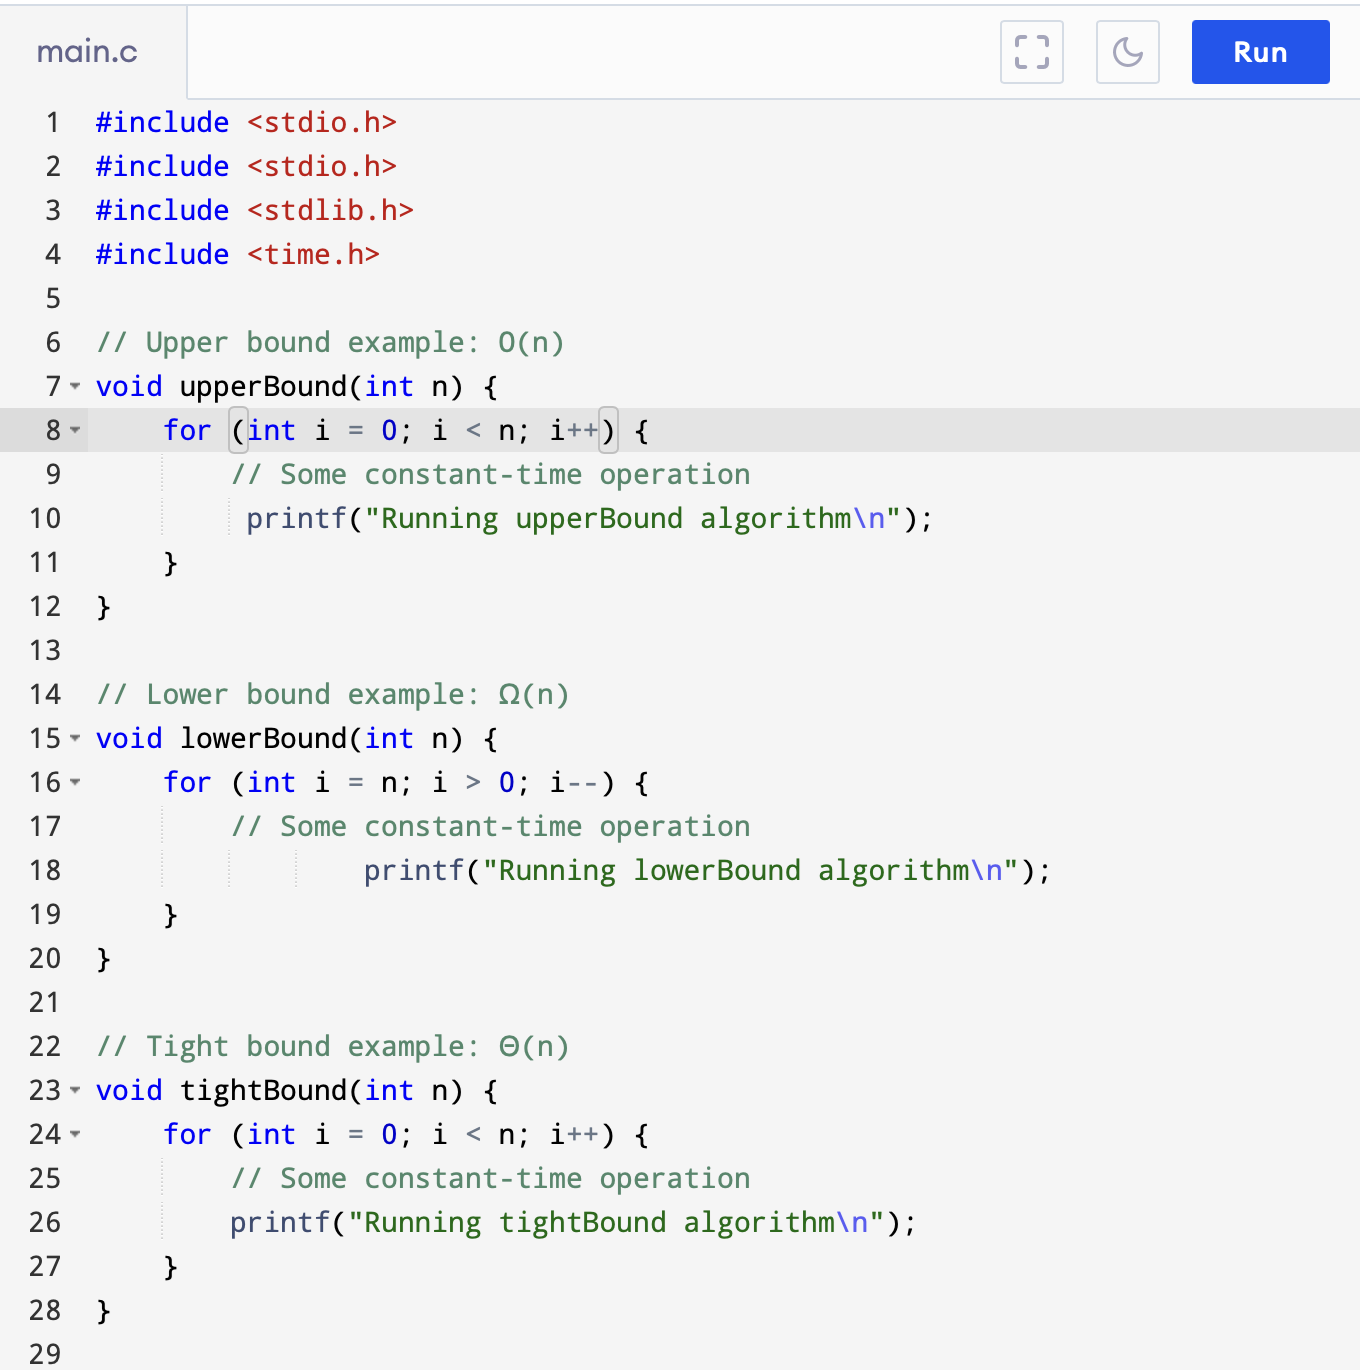 main.c
Run
1 #include <stdio.h>
2 #include <stdio.h>
3 #include <stdlib.h>
4 #include <time.h>
5
6 // Upper bound example: O(n)
7 void upperBound(int n) {
8     for (int i = 0; i < n; i++) {
9         // Some constant-time operation
10          printf("Running upperBound algorithm\n");
11     }
12 }
13
14 // Lower bound example: Ω(n)
15 void lowerBound(int n) {
16     for (int i = n; i > 0; i--) {
17         // Some constant-time operation
18                 printf("Running lowerBound algorithm\n");
19     }
20 }
21
22 // Tight bound example: Θ(n)
23 void tightBound(int n) {
24     for (int i = 0; i < n; i++) {
25         // Some constant-time operation
26         printf("Running tightBound algorithm\n");
27     }
28 }
29